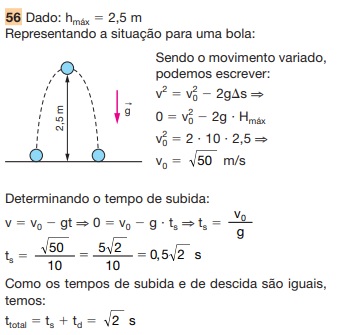 56 Dado: hmáx = 2,5 m
Representando a situação para uma bola:
2,5 m
g⃗
Sendo o movimento variado,
podemos escrever:
v² = v₀² − 2gΔs ⇒
0 = v₀² − 2g · Hmáx
v₀² = 2 · 10 · 2,5 ⇒
v₀ = √50 m/s
Determinando o tempo de subida:
v = v₀ − gt ⇒ 0 = v₀ − g · tₛ ⇒ tₛ = v₀/g
tₛ = √50/10 = 5√2/10 = 0,5√2 s
Como os tempos de subida e de descida são iguais,
temos:
ttotal = tₛ + td = √2 s